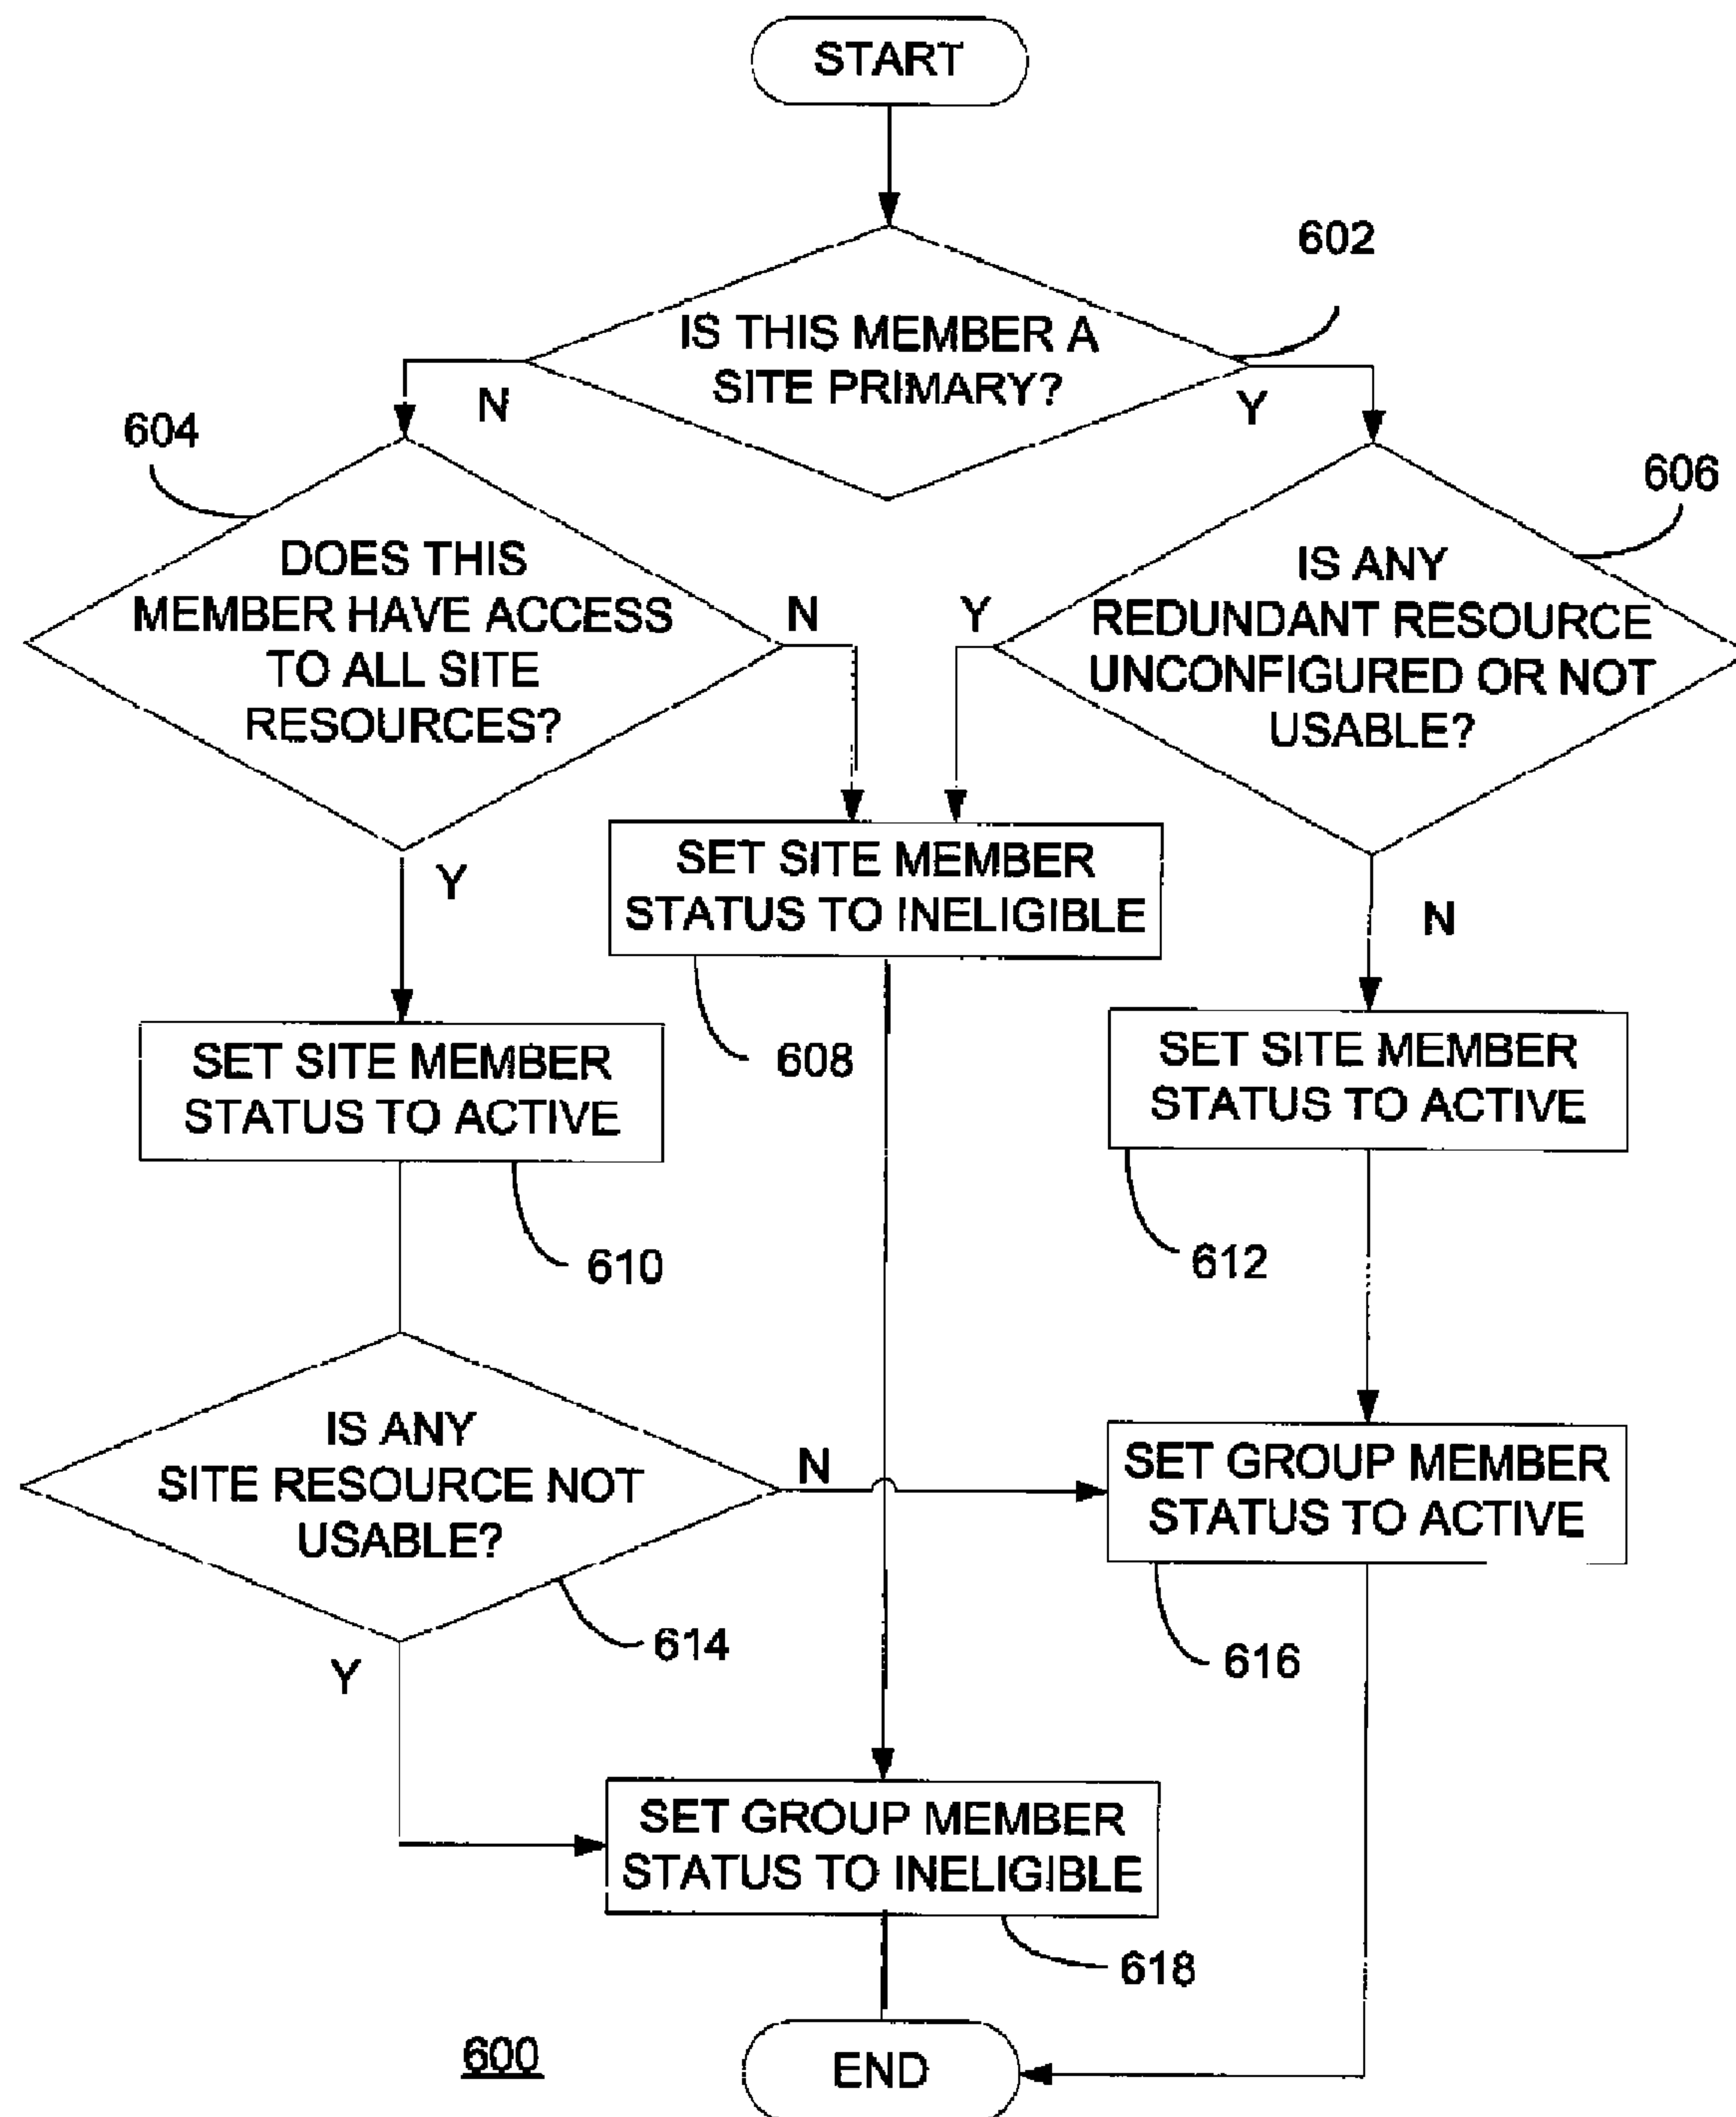 START
602
IS THIS MEMBER A
SITE PRIMARY?
N
Y
604
606
DOES THIS
MEMBER HAVE ACCESS
TO ALL SITE
RESOURCES?
N
Y
IS ANY
REDUNDANT RESOURCE
UNCONFIGURED OR NOT
USABLE?
Y
N
SET SITE MEMBER
STATUS TO INELIGIBLE
608
SET SITE MEMBER
STATUS TO ACTIVE
610
SET SITE MEMBER
STATUS TO ACTIVE
612
IS ANY
SITE RESOURCE NOT
USABLE?
N
614
Y
SET GROUP MEMBER
STATUS TO ACTIVE
616
SET GROUP MEMBER
STATUS TO INELIGIBLE
618
600
END